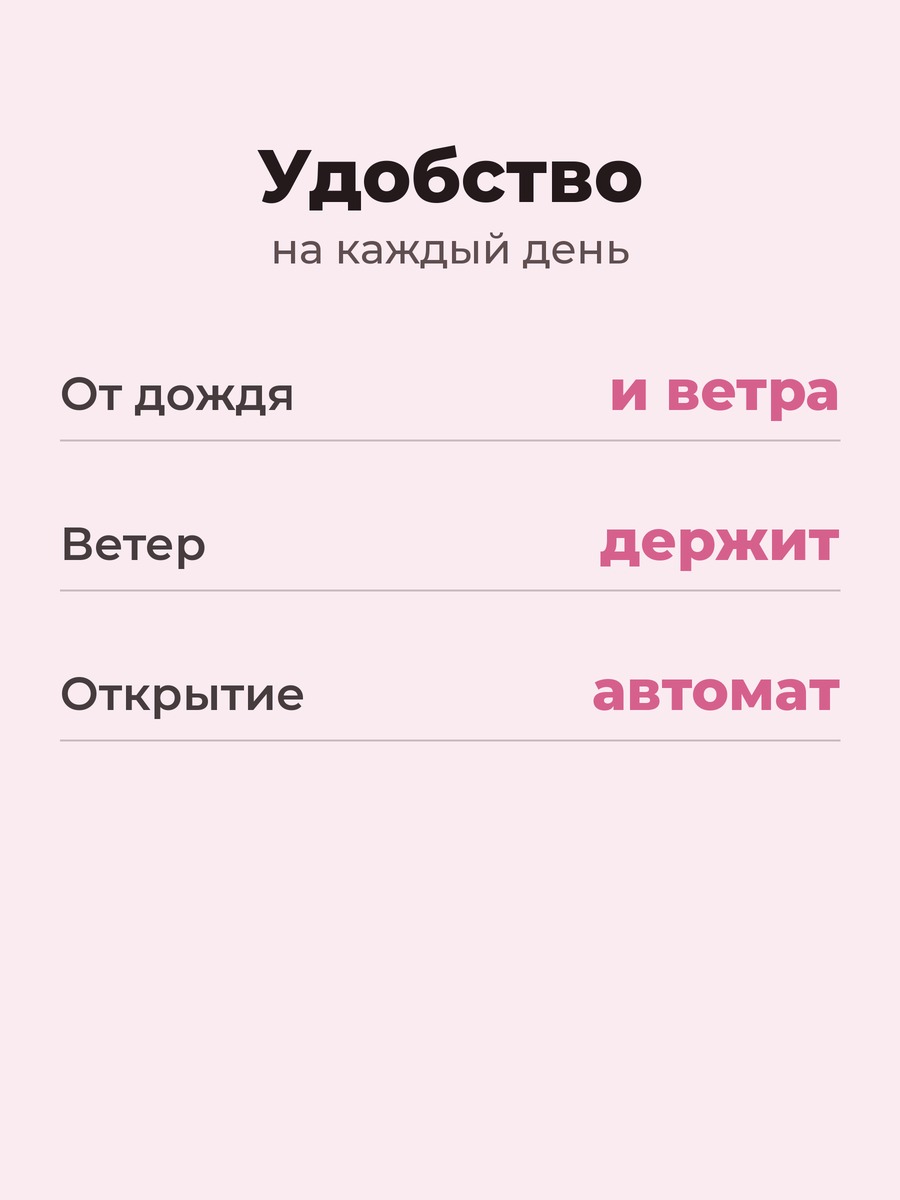 Удобство
на каждый день
От дождя и ветра
Ветер держит
Открытие автомат